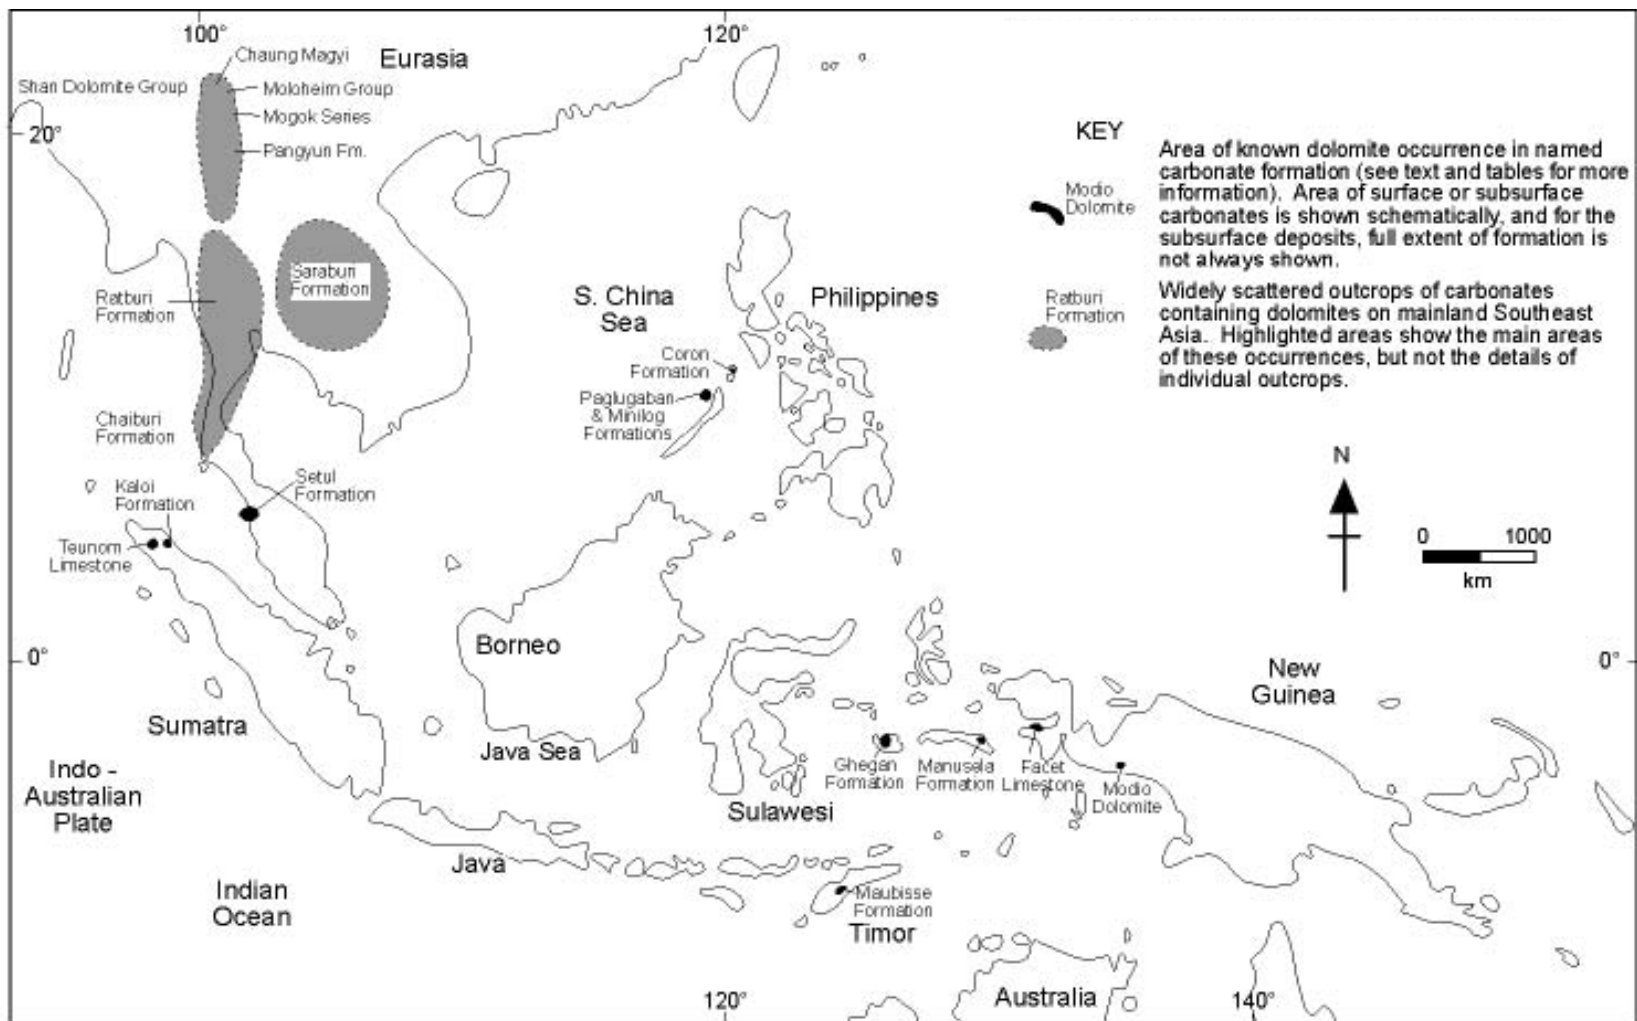 100°
120°
Chaung Magyi
Eurasia
Shan Dolomite Group
Moloheim Group
Mogok Series
20°
Pangyun Fm.
KEY
Modio
Dolomite
Area of known dolomite occurrence in named
carbonate formation (see text and tables for more
information). Area of surface or subsurface
carbonates is shown schematically, and for the
subsurface deposits, full extent of formation is
not always shown.
Ratburi
Formation
Widely scattered outcrops of carbonates
containing dolomites on mainland Southeast
Asia. Highlighted areas show the main areas
of these occurrences, but not the details of
individual outcrops.
Saraburi
Formation
Ratburi
Formation
S. China
Sea
Philippines
Coron
Formation
Paglugaban
& Minilog
Formations
Chaiburi
Formation
Setul
Formation
Kaloi
Formation
Teunom
Limestone
N
0
1000
km
0°
Borneo
0°
New
Guinea
Sumatra
Java Sea
Ghegan
Formation
Manusela
Formation
Facet
Limestone
Modio
Dolomite
Indo -
Australian
Plate
Sulawesi
Java
Indian
Ocean
Maubisse
Formation
Timor
120°
Australia
140°